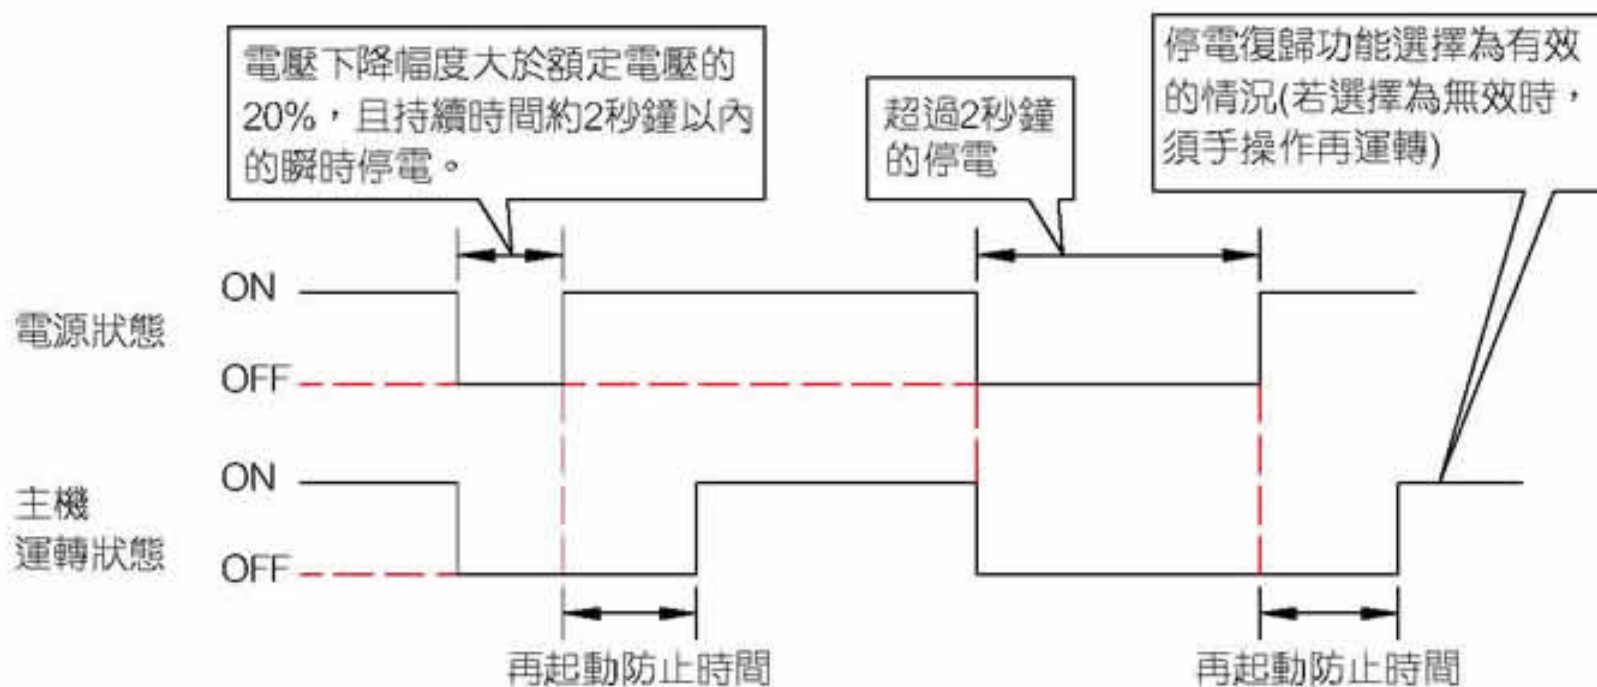 電壓下降幅度大於額定電壓的
20%，且持續時間約2秒鐘以內
的瞬時停電。
超過2秒鐘
的停電
停電復歸功能選擇為有效
的情況(若選擇為無效時，
須手操作再運轉)
ON
電源狀態
OFF
ON
主機
運轉狀態
OFF
再起動防止時間
再起動防止時間